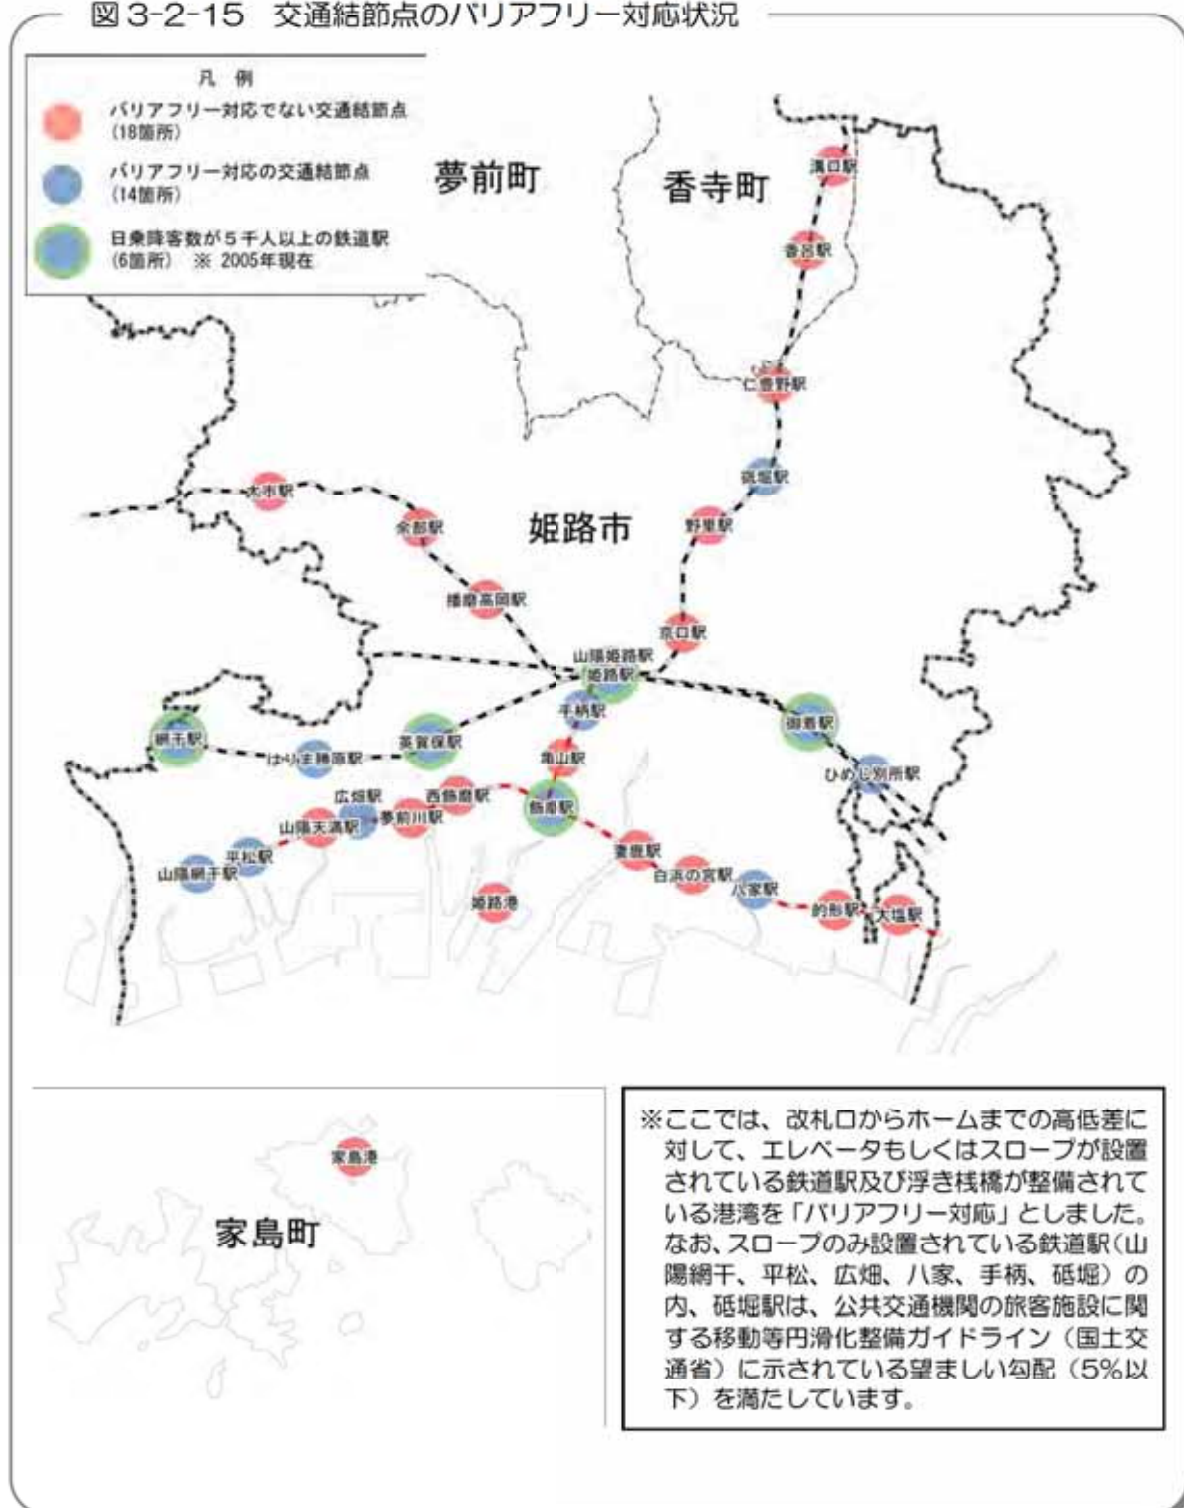 図3-2-15 交通結節点のバリアフリー対応状況
凡 例
バリアフリー対応でない交通結節点
(18箇所)
バリアフリー対応の交通結節点
(14箇所)
日乗降客数が5千人以上の鉄道駅
(6箇所) ※ 2005年現在
夢前町
香寺町
溝口駅
香呂駅
仁豊野駅
砥堀駅
太市駅
余部駅
姫路市
野里駅
播磨高岡駅
京口駅
山陽姫路駅
姫路駅
手柄駅
御着駅
網干駅
英賀保駅
はりま勝原駅
亀山駅
ひめじ別所駅
広畑駅
西飾磨駅
飾磨駅
山陽天満駅
夢前川駅
平松駅
山陽網干駅
妻鹿駅
白浜の宮駅
八家駅
姫路港
的形駅
大塩駅
家島港
家島町
※ここでは、改札口からホームまでの高低差に
対して、エレベータもしくはスロープが設置
されている鉄道駅及び浮き桟橋が整備されて
いる港湾を「バリアフリー対応」としました。
なお、スロープのみ設置されている鉄道駅(山
陽網干、平松、広畑、八家、手柄、砥堀)の
内、砥堀駅は、公共交通機関の旅客施設に関
する移動等円滑化整備ガイドライン(国土交
通省)に示されている望ましい勾配(5%以
下)を満たしています。